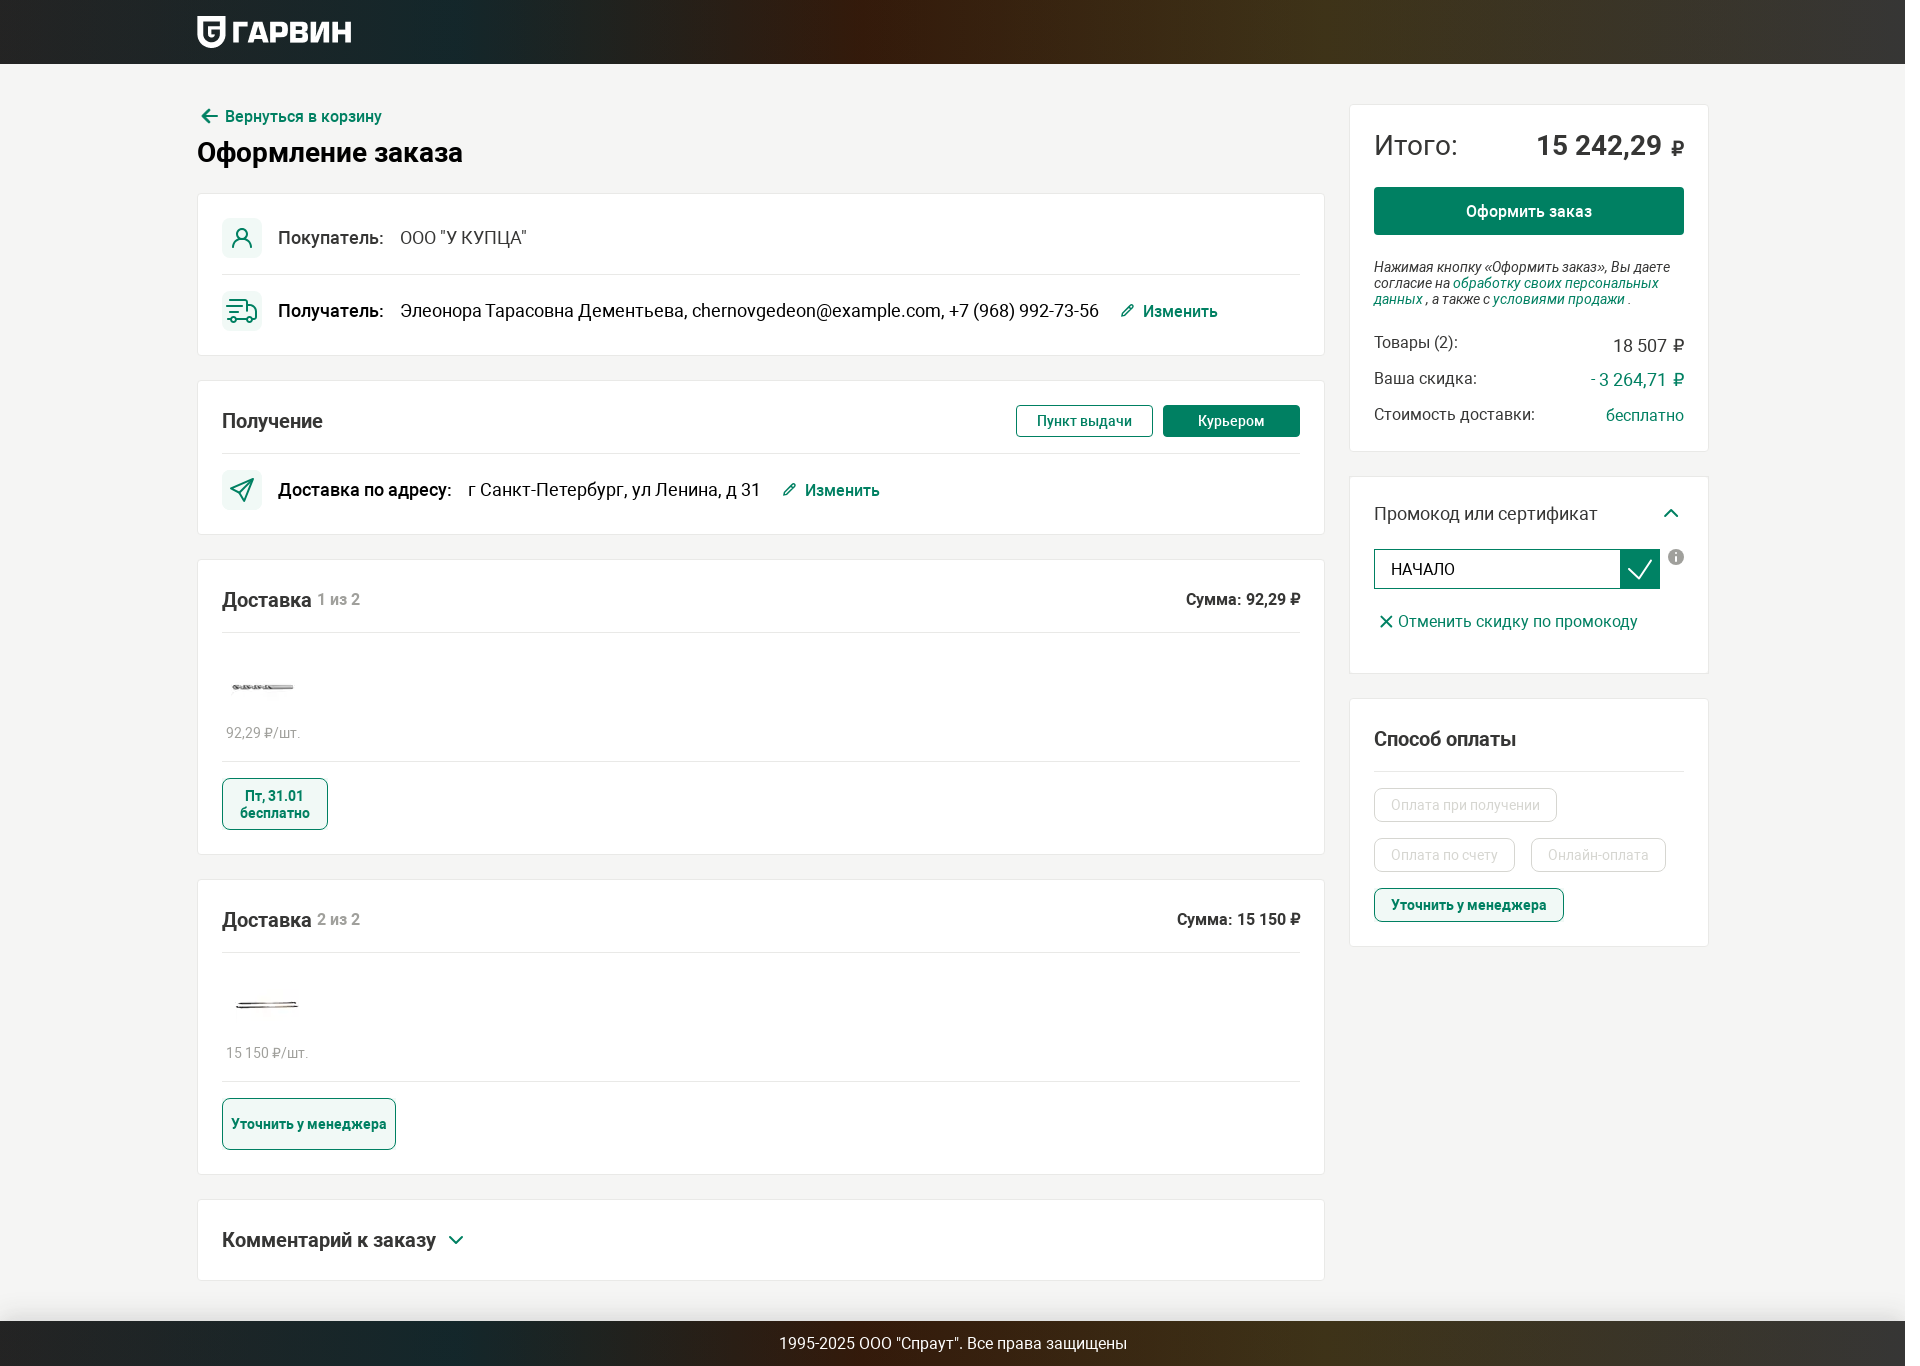 ГАРВИН
Вернуться в корзину
Оформление заказа
Покупатель: ООО "У КУПЦА"
Получатель: Элеонора Тарасовна Дементьева, chernovgedeon@example.com, +7 (968) 992-73-56 Изменить
Получение
Пункт выдачи
Курьером
Доставка по адресу: г Санкт-Петербург, ул Ленина, д 31 Изменить
Доставка 1 из 2
Сумма: 92,29 ₽
92,29 ₽/шт.
Пт, 31.01
бесплатно
Доставка 2 из 2
Сумма: 15 150 ₽
15 150 ₽/шт.
Уточнить у менеджера
Комментарий к заказу
Итого: 15 242,29 ₽
Оформить заказ
Нажимая кнопку «Оформить заказ», Вы даете
согласие на обработку своих персональных
данных , а также с условиями продажи .
Товары (2): 18 507 ₽
Ваша скидка: - 3 264,71 ₽
Стоимость доставки: бесплатно
Промокод или сертификат
НАЧАЛО
Отменить скидку по промокоду
Способ оплаты
Оплата при получении
Оплата по счету
Онлайн-оплата
Уточнить у менеджера
1995-2025 ООО "Спраут". Все права защищены